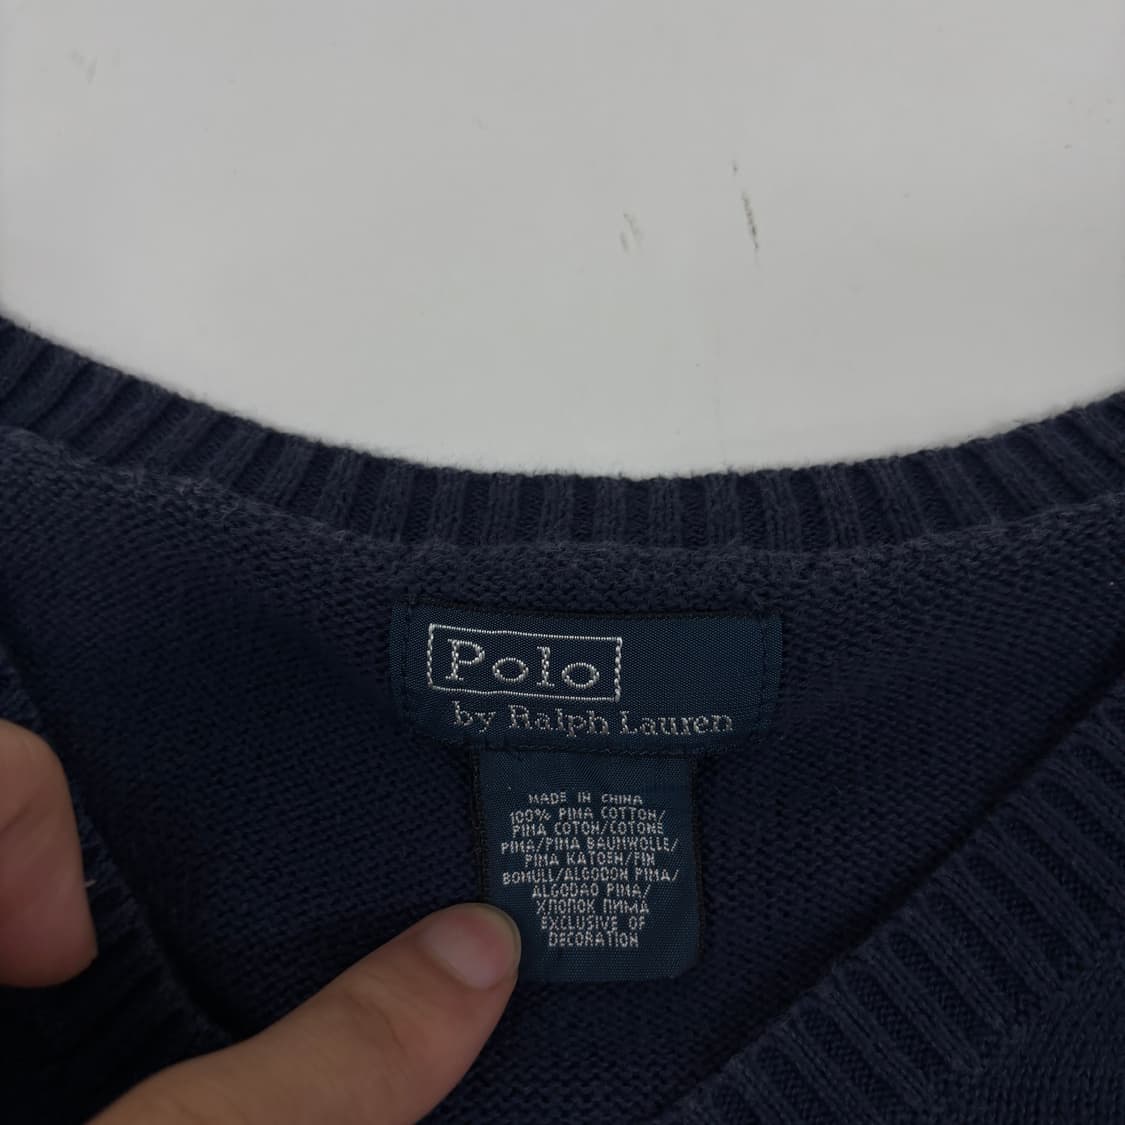 Polo
by Ralph Lauren
MADE IN CHINA
100% PIMA COTTON/
PIMA COTON/COTONE
PIMA/PIMA BAUMWOLLE/
PIMA KATOEN/FIN
BOMULL/ALGODON PIMA/
ALGODAO PIMA/
ХЛОПОК ПИМА
EXCLUSIVE OF
DECORATION